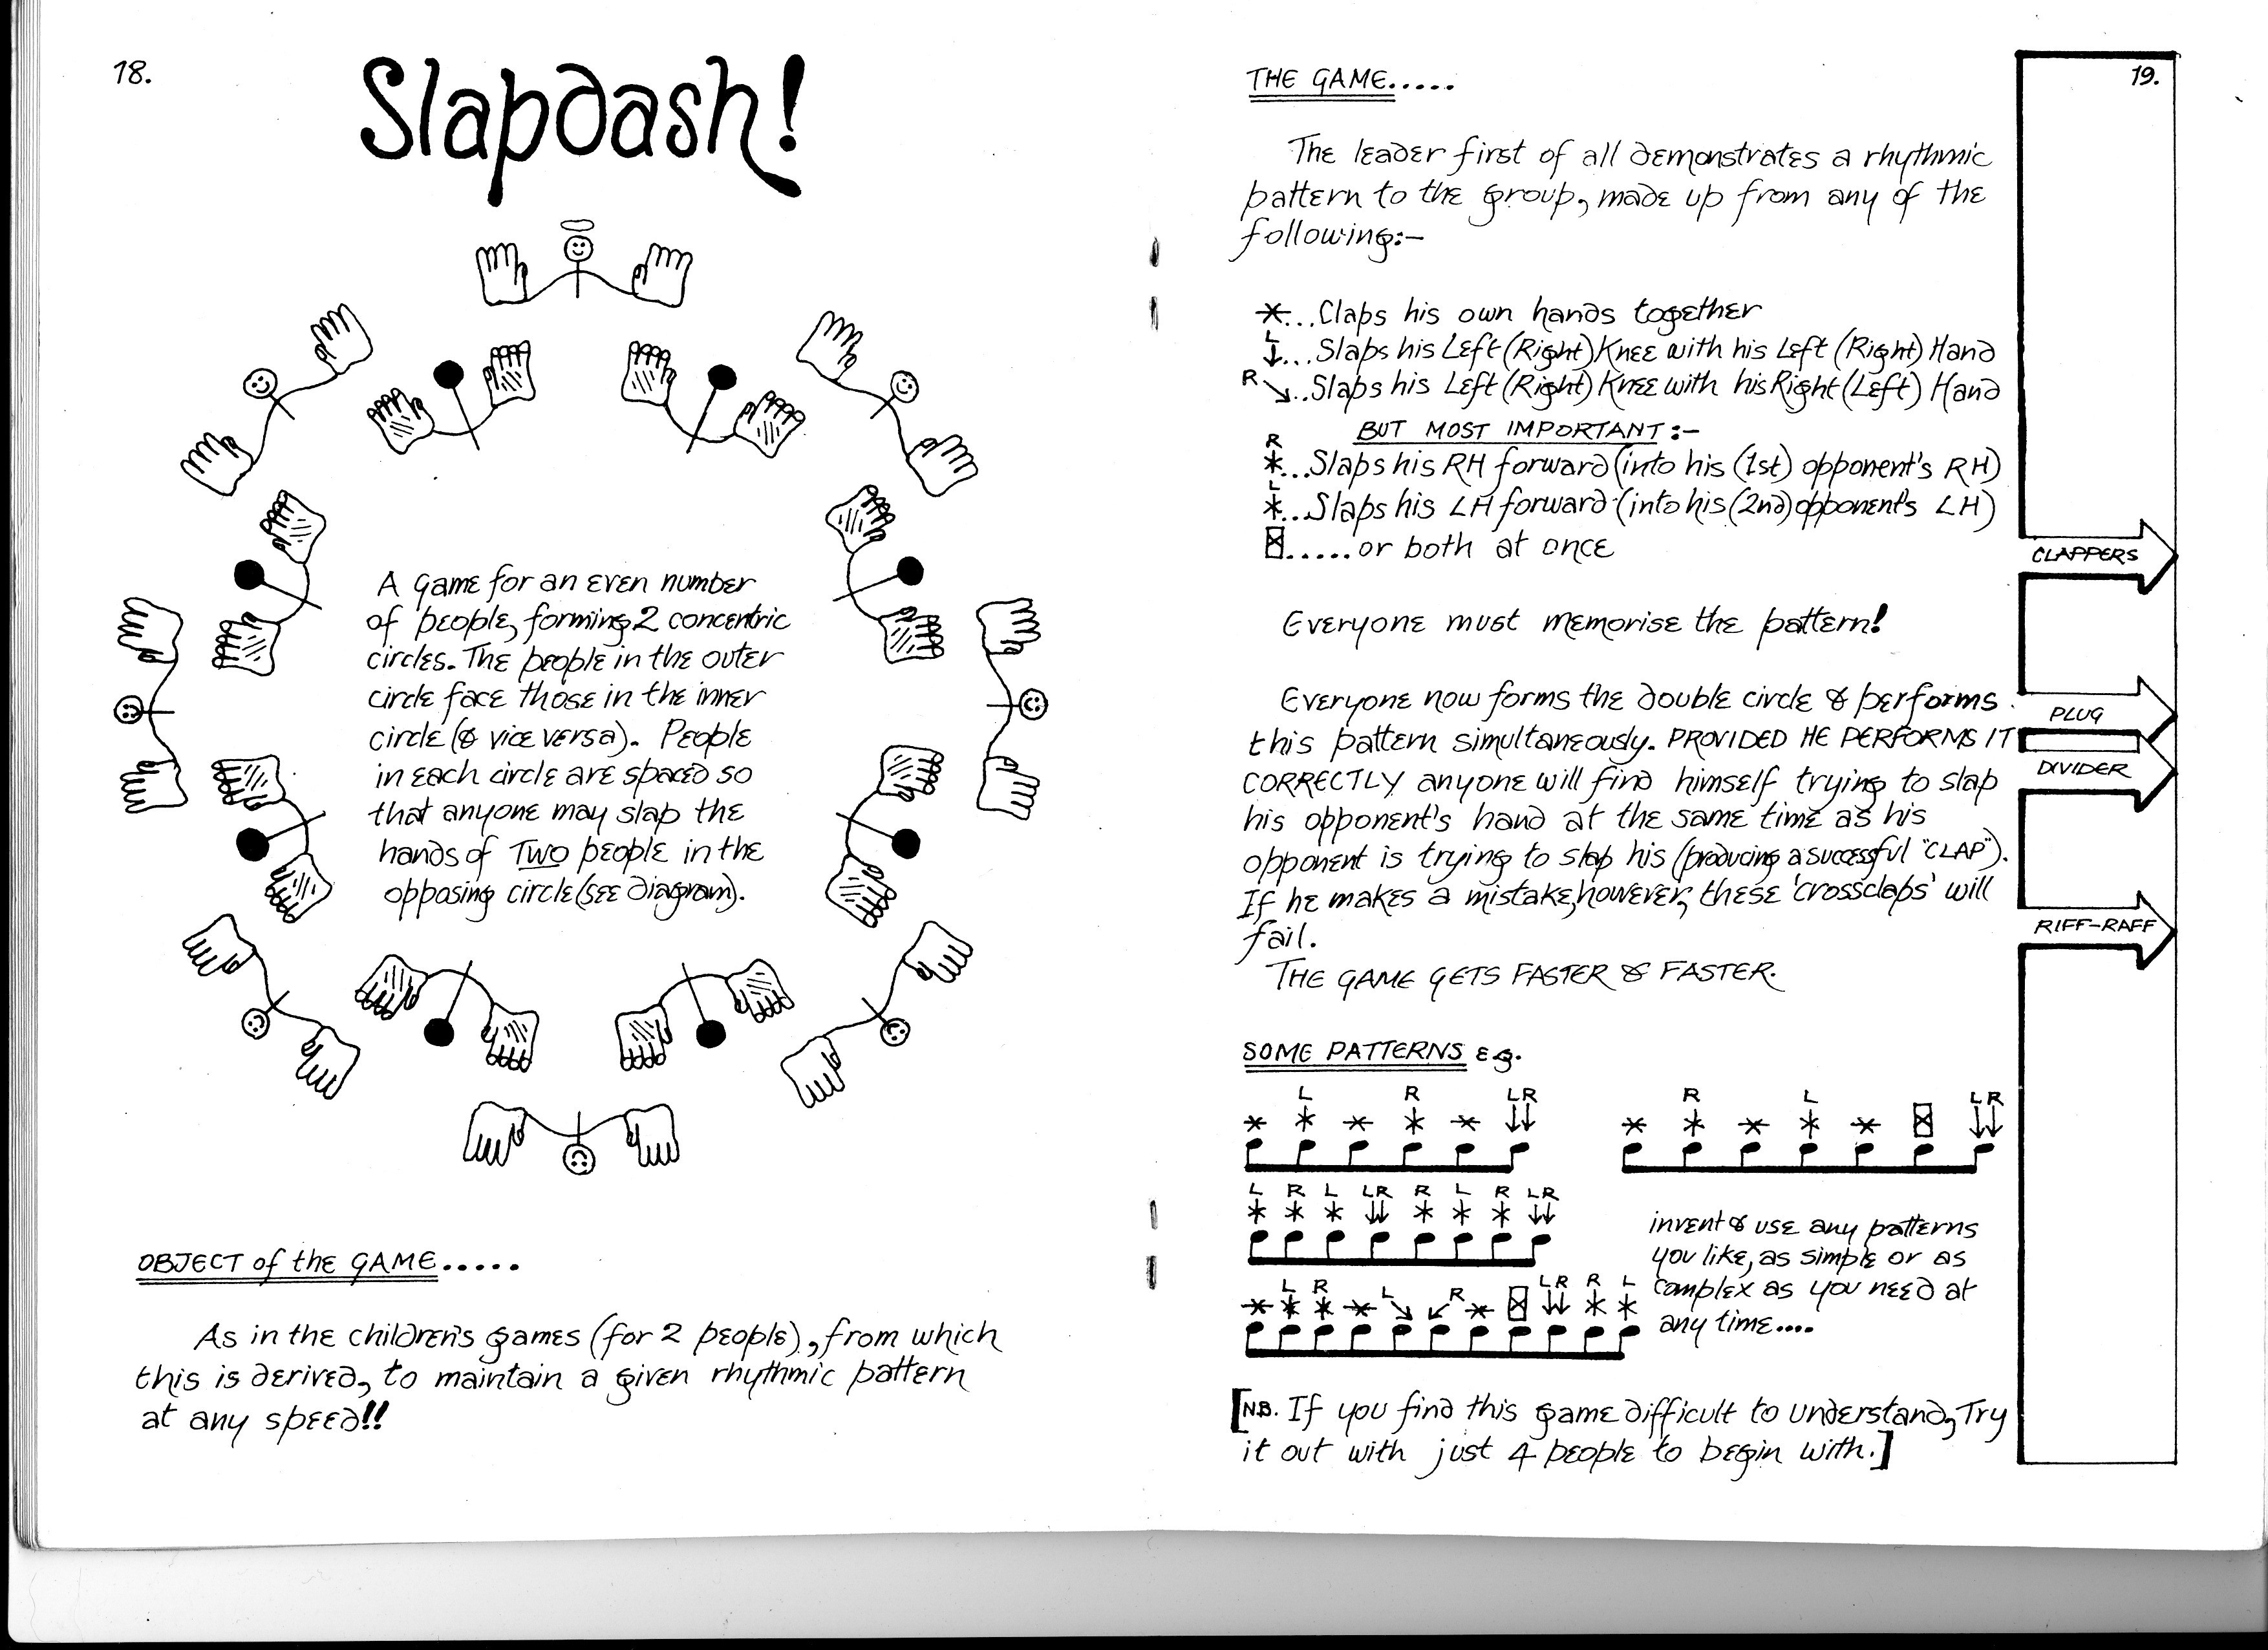 18.
Slapdash!
A game for an even number
of people, forming 2 concentric
circles. The people in the outer
circle face those in the inner
circle (& vice versa). People
in each circle are spaced so
that anyone may slap the
hands of TWO people in the
opposing circle (see diagram).
OBJECT of the GAME.....
As in the children's games (for 2 people), from which
this is derived, to maintain a given rhythmic pattern
at any speed!!
19.
THE GAME.....
The leader first of all demonstrates a rhythmic
pattern to the group, made up from any of the
following:-
*...Claps his own hands together
L
↓...Slaps his Left (Right) Knee with his Left (Right) Hand
R ↘...Slaps his Left (Right) Knee with his Right (Left) Hand
BUT MOST IMPORTANT:-
R
*...Slaps his RH forward (into his (1st) opponent's RH)
L
*...Slaps his LH forward (into his (2nd) opponent's LH)
☒.....or both at once
Everyone must memorise the pattern!
Everyone now forms the double circle & performs
this pattern simultaneously. PROVIDED HE PERFORMS IT
CORRECTLY anyone will find himself trying to slap
his opponent's hand at the same time as his
opponent is trying to slap his (producing a successful "CLAP").
If he makes a mistake, however, these 'crossclaps' will
fail.
THE GAME GETS FASTER & FASTER.
SOME PATTERNS e.g.
L R LR
* * * * * ↓↓
R L LR
* * * * * ☒ ↓↓
L R L LR R L R LR
* * * ↓↓ * * * ↓↓
L R L R LR R L
* * * * ↘ ↙ * ☒ ↓↓ * *
invent & use any patterns
you like, as simple or as
complex as you need at
any time....
[N.B. If you find this game difficult to understand, Try
it out with just 4 people to begin with.]
CLAPPERS
PLUG
DIVIDER
RIFF-RAFF